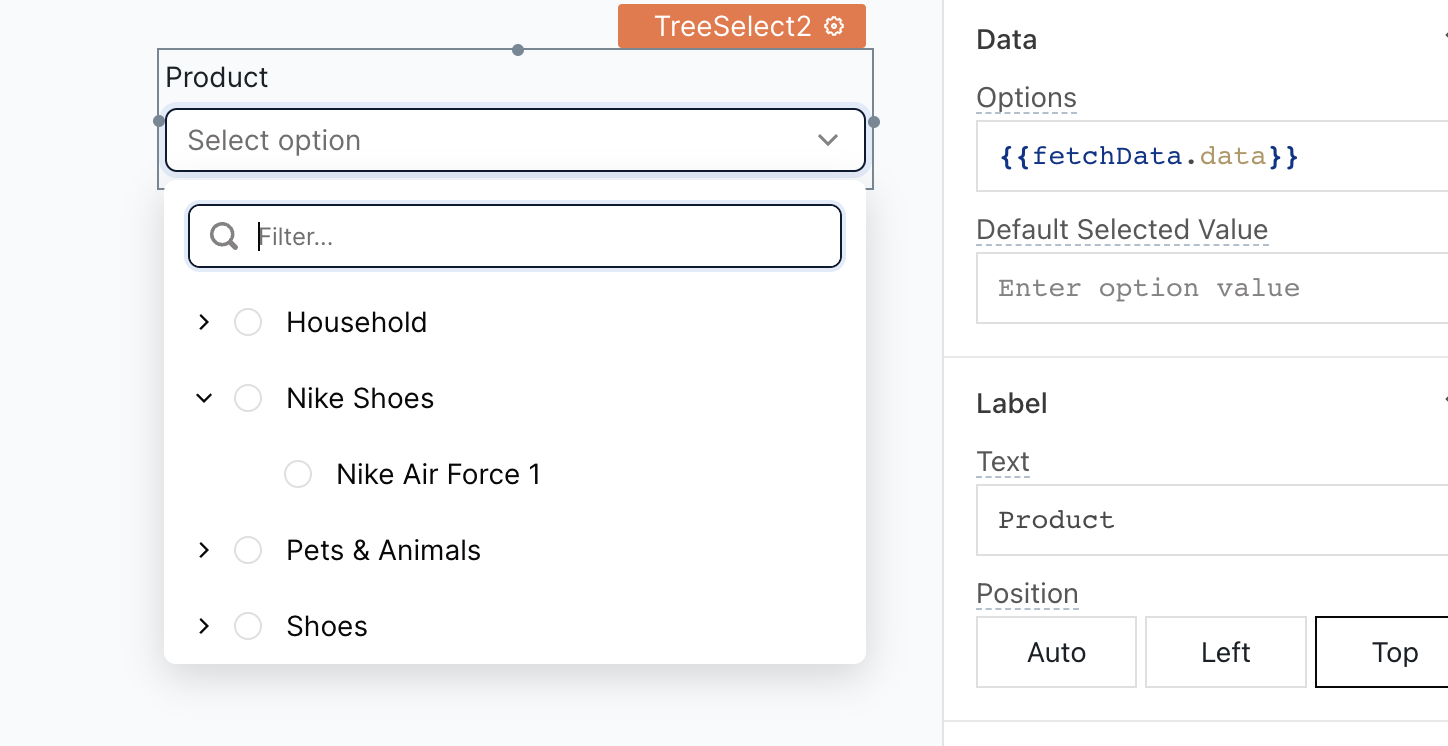 TreeSelect2
Product
Select option
Filter...
Household
Nike Shoes
Nike Air Force 1
Pets & Animals
Shoes
Data
Options
{{fetchData.data}}
Default Selected Value
Enter option value
Label
Text
Product
Position
Auto
Left
Top